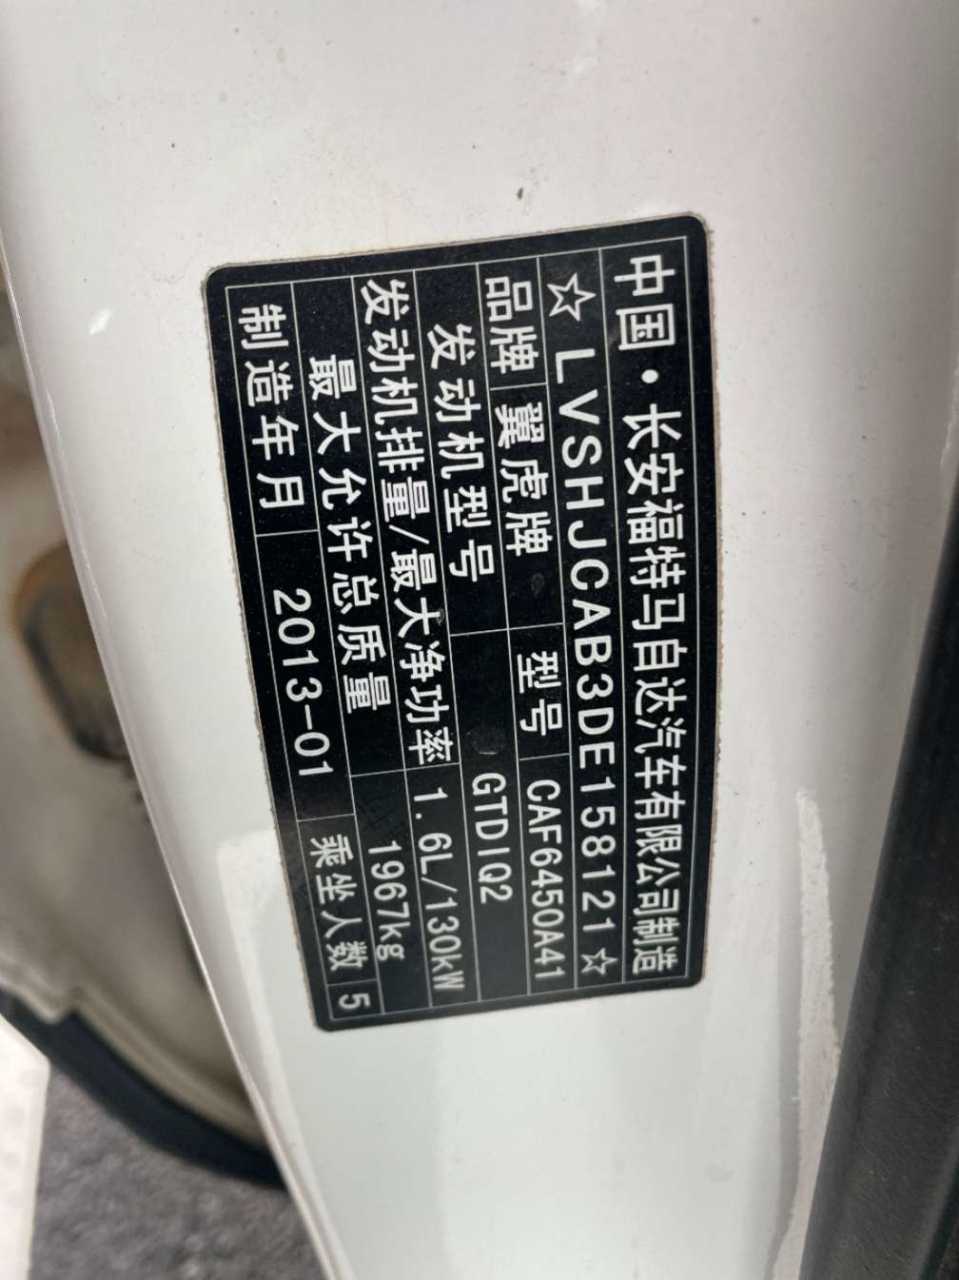 中国·长安福特马自达汽车有限公司制造
☆LVSHJCAB3DE158121☆
品牌 翼虎牌 型号 CAF6450A41
发动机型号 GTDIQ2
发动机排量/最大净功率 1.6L/130kW
最大允许总质量 1967kg
制造年月 2013-01 乘坐人数 5